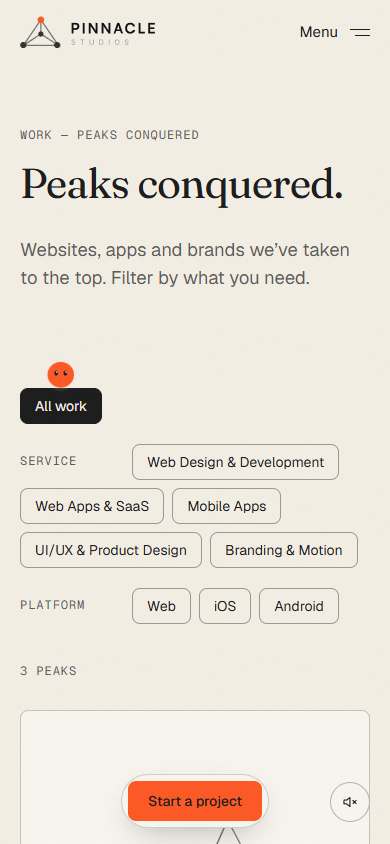 PINNACLE
STUDIOS
Menu
WORK — PEAKS CONQUERED
Peaks conquered.
Websites, apps and brands we’ve taken
to the top. Filter by what you need.
All work
SERVICE
Web Design & Development
Web Apps & SaaS
Mobile Apps
UI/UX & Product Design
Branding & Motion
PLATFORM
Web
iOS
Android
3 PEAKS
Start a project